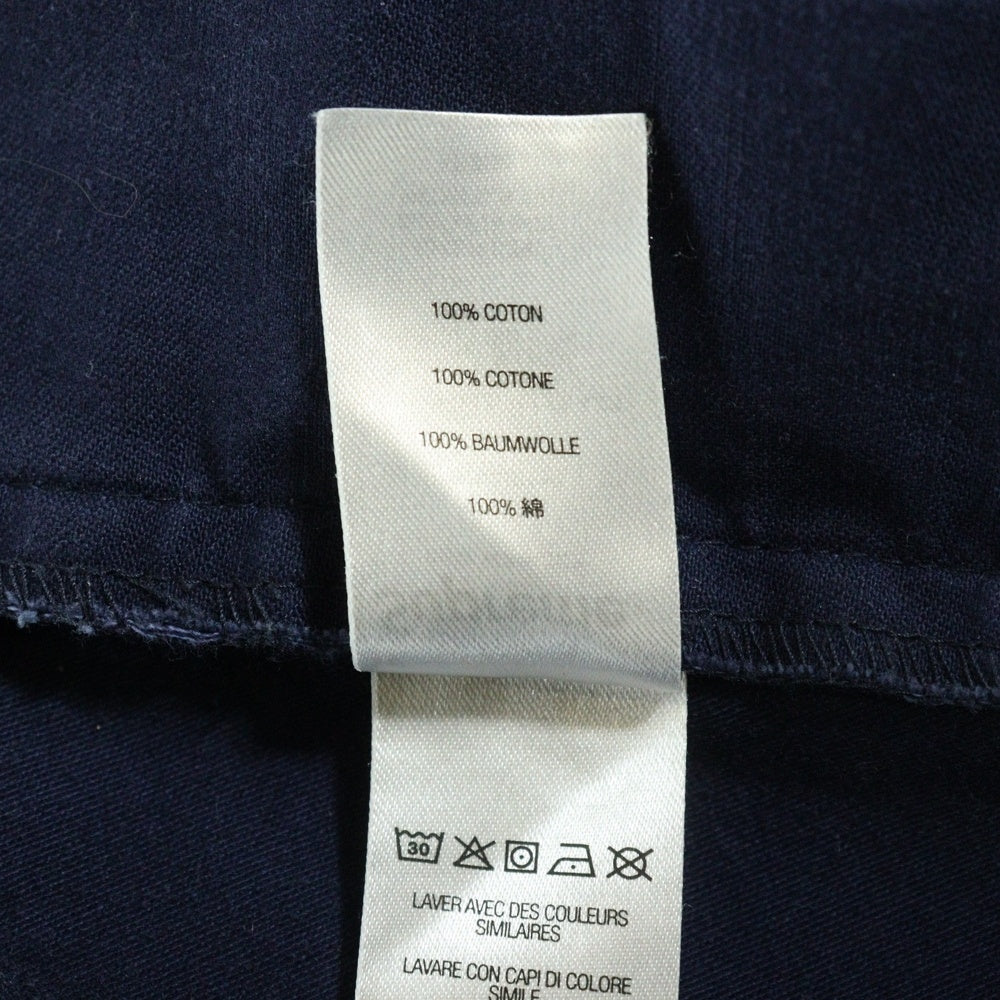 100% COTON
100% COTONE
100% BAUMWOLLE
100% 綿
30
LAVER AVEC DES COULEURS
SIMILAIRES
LAVARE CON CAPI DI COLORE
SIMILE